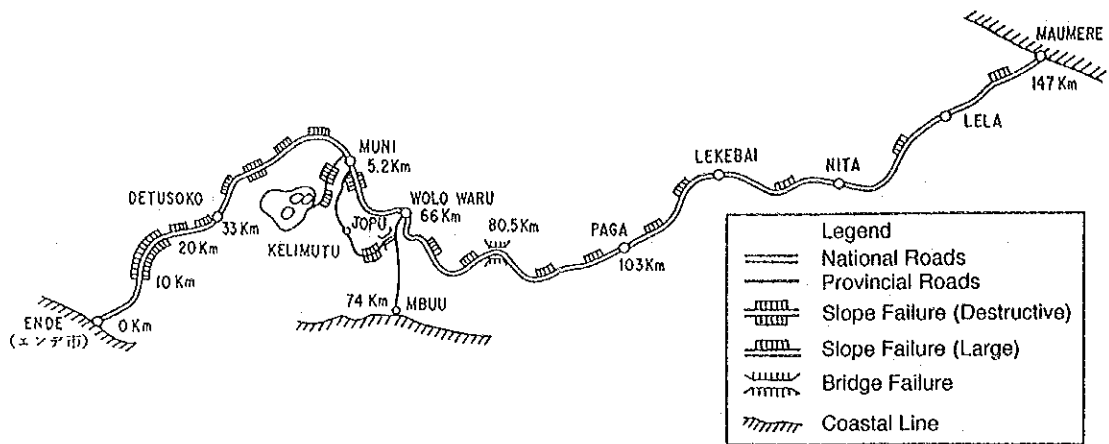 MAUMERE
147 Km
LELA
NITA
LEKEBAI
PAGA
103 Km
80.5 Km
WOLO WARU
66 Km
MUNI
5.2 Km
JOPU
KELIMUTU
74 Km
MBUU
DETUSOKO
33 Km
20 Km
10 Km
0 Km
ENDE
(エンデ市)
Legend
National Roads
Provincial Roads
Slope Failure (Destructive)
Slope Failure (Large)
Bridge Failure
Coastal Line